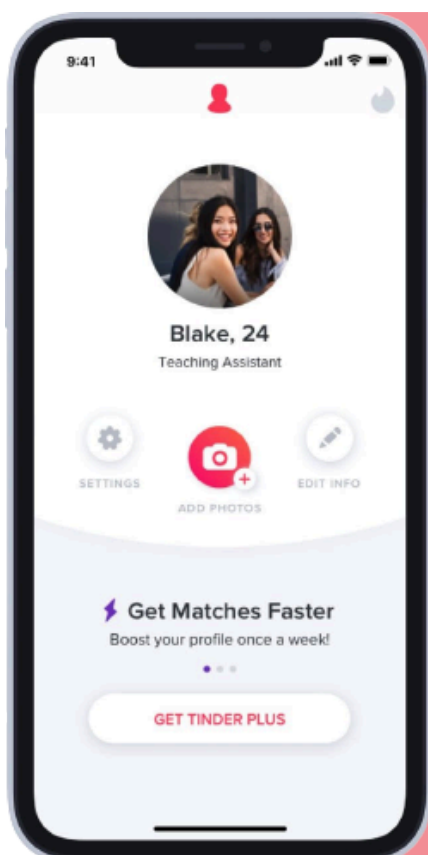 9:41
Blake, 24
Teaching Assistant
SETTINGS
ADD PHOTOS
EDIT INFO
Get Matches Faster
Boost your profile once a week!
GET TINDER PLUS